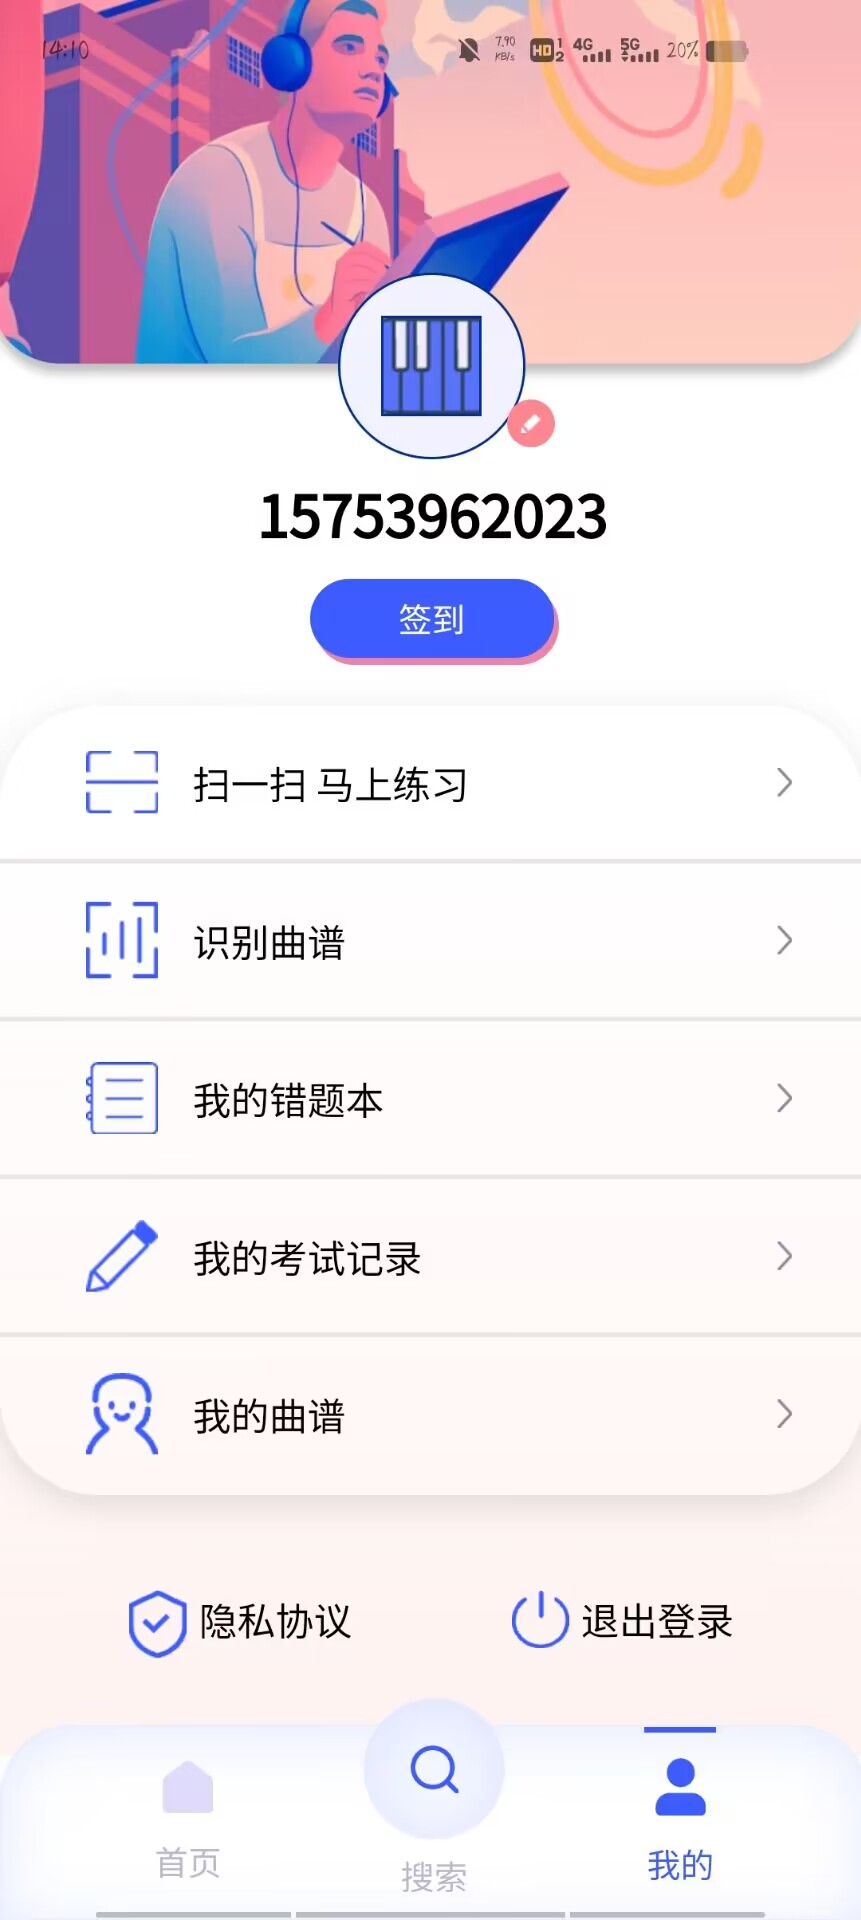 14:10
7.90 KB/s HD 1 2 4G 5G 20%
15753962023
签到
扫一扫 马上练习
识别曲谱
我的错题本
我的考试记录
我的曲谱
隐私协议 退出登录
首页 搜索 我的